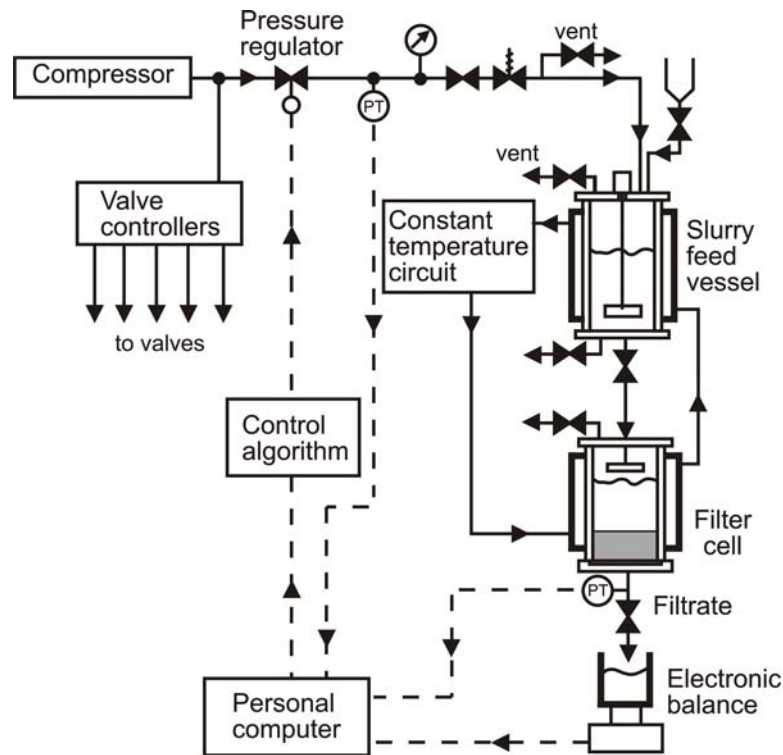 Pressure
regulator
vent
Compressor
PT
vent
Valve
controllers
Constant
temperature
circuit
Slurry
feed
vessel
to valves
Control
algorithm
Filter
cell
PT
Filtrate
Personal
computer
Electronic
balance